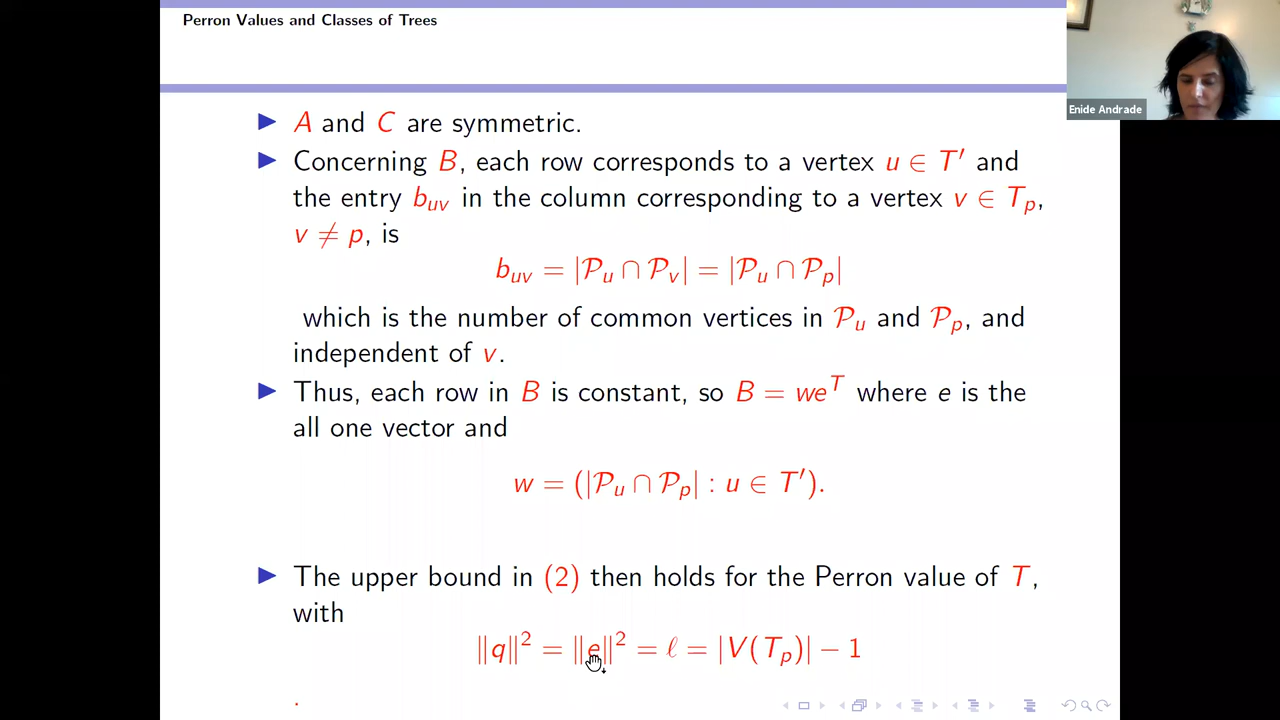 Perron Values and Classes of Trees
Enide Andrade
A and C are symmetric.
Concerning B, each row corresponds to a vertex u ∈ T′ and
the entry b_uv in the column corresponding to a vertex v ∈ T_p,
v ≠ p, is
b_uv = |𝒫_u ∩ 𝒫_v| = |𝒫_u ∩ 𝒫_p|
which is the number of common vertices in 𝒫_u and 𝒫_p, and
independent of v.
Thus, each row in B is constant, so B = we^T where e is the
all one vector and
w = (|𝒫_u ∩ 𝒫_p| : u ∈ T′).
The upper bound in (2) then holds for the Perron value of T,
with
‖q‖² = ‖e‖² = ℓ = |V(T_p)| − 1
.